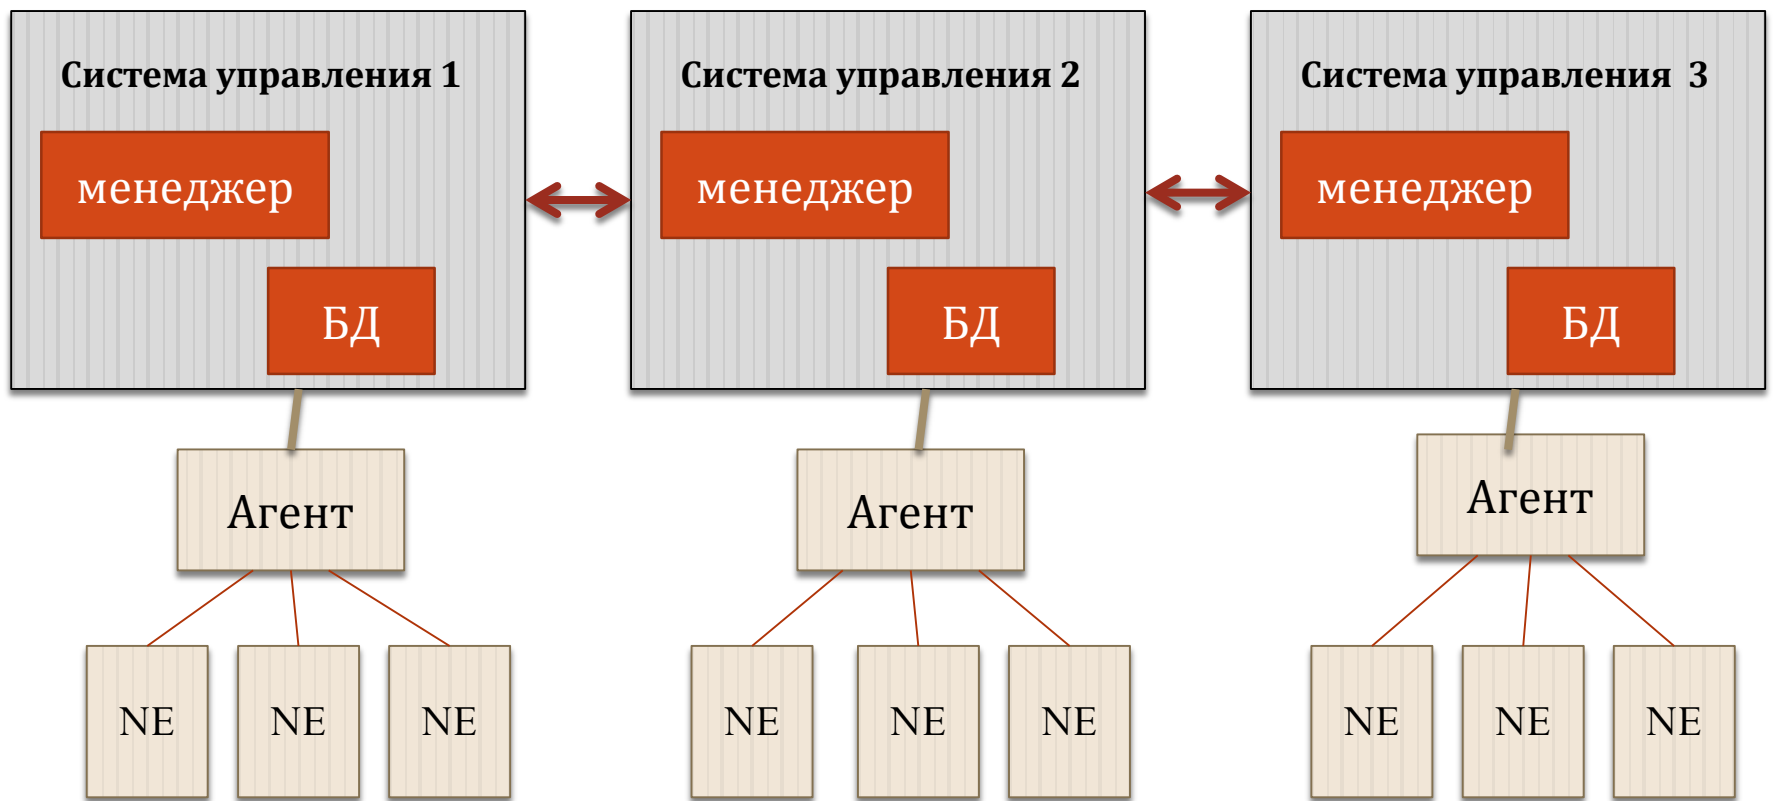 Система управления 1
менеджер
БД
Агент
NE
NE
NE
Система управления 2
менеджер
БД
Агент
NE
NE
NE
Система управления  3
менеджер
БД
Агент
NE
NE
NE